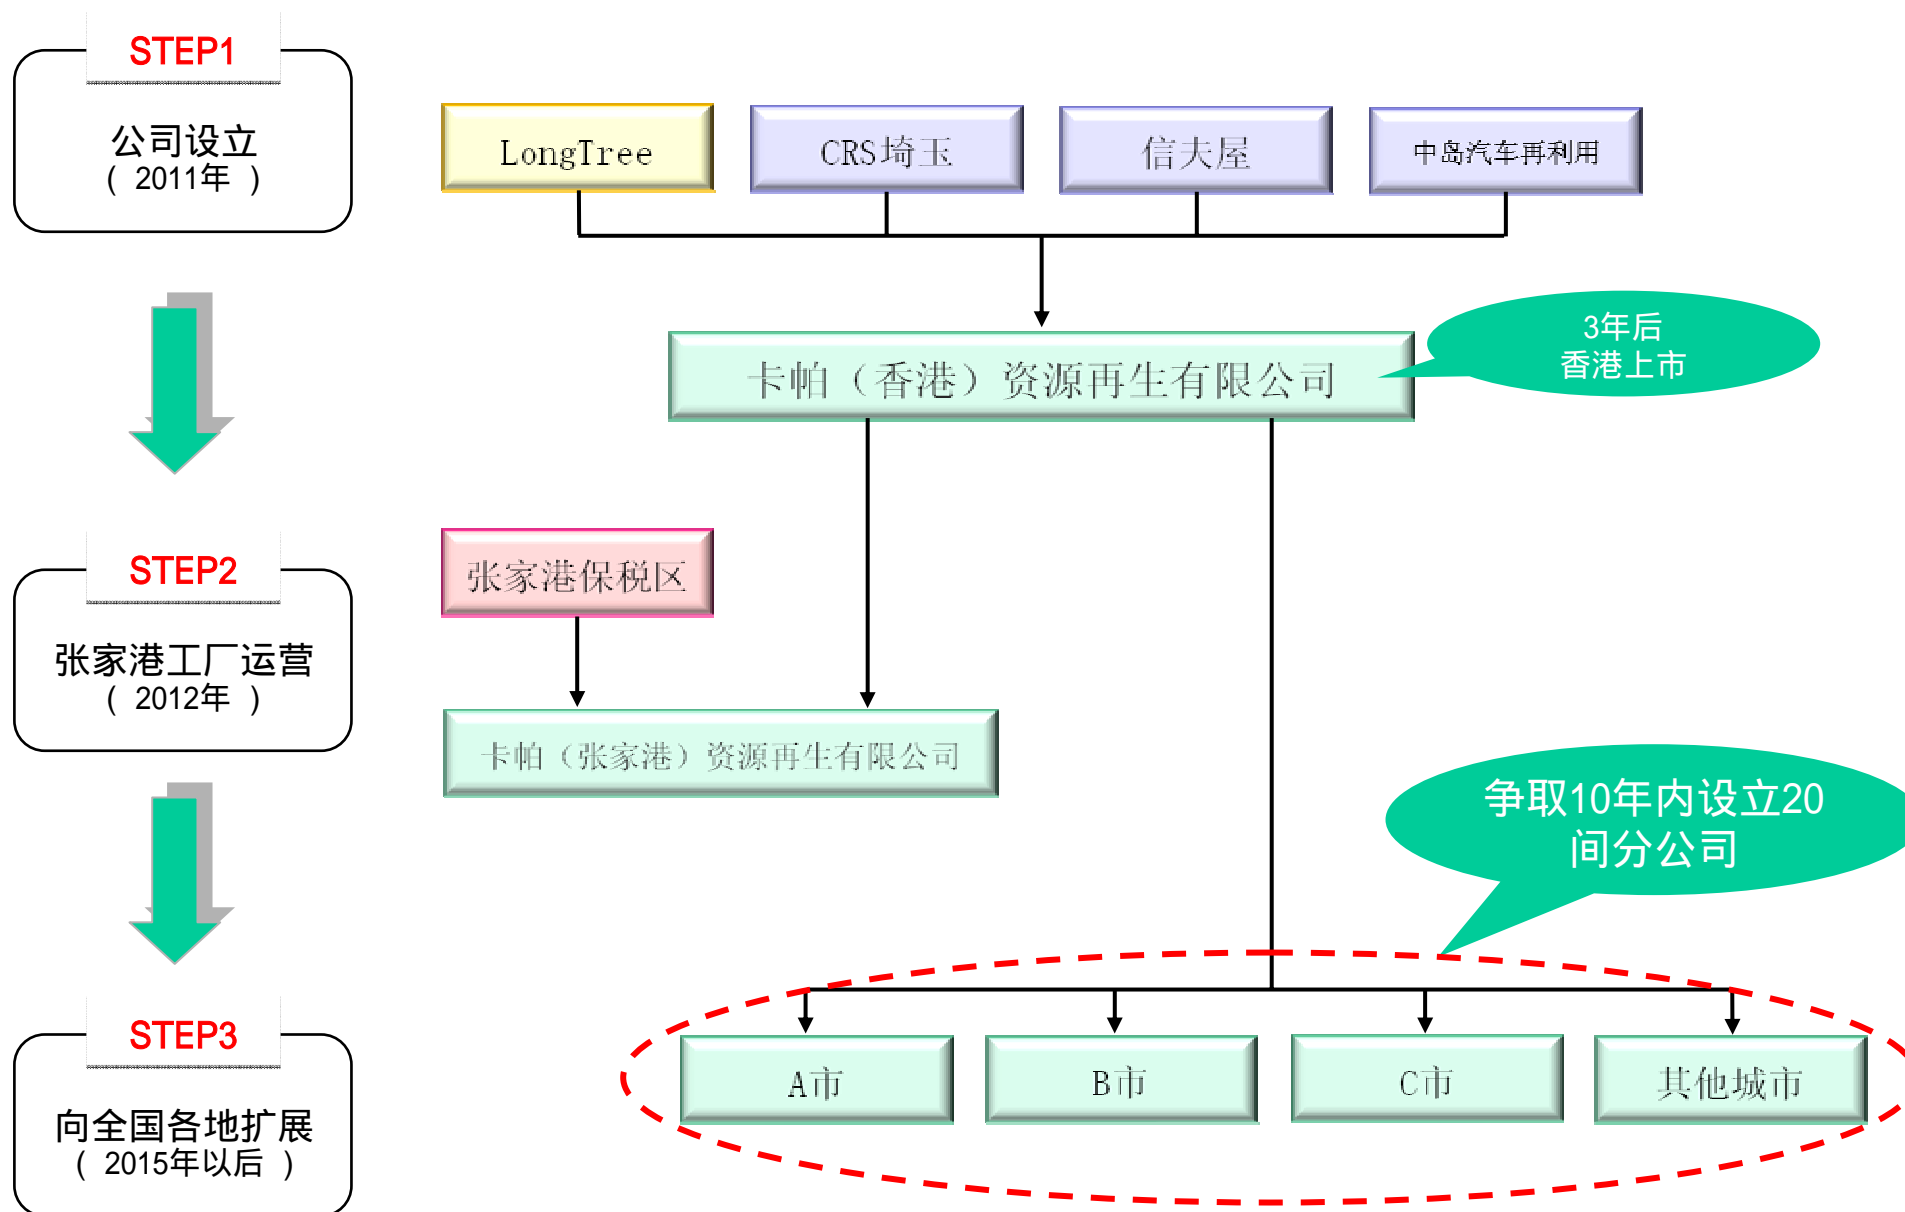 STEP1
公司设立
（ 2011年 ）
LongTree
CRS埼玉
信夫屋
中岛汽车再利用
卡帕（香港）资源再生有限公司
3年后
香港上市
STEP2
张家港工厂运营
（ 2012年 ）
张家港保税区
卡帕（张家港）资源再生有限公司
争取10年内设立20
间分公司
STEP3
向全国各地扩展
（ 2015年以后 ）
A市
B市
C市
其他城市